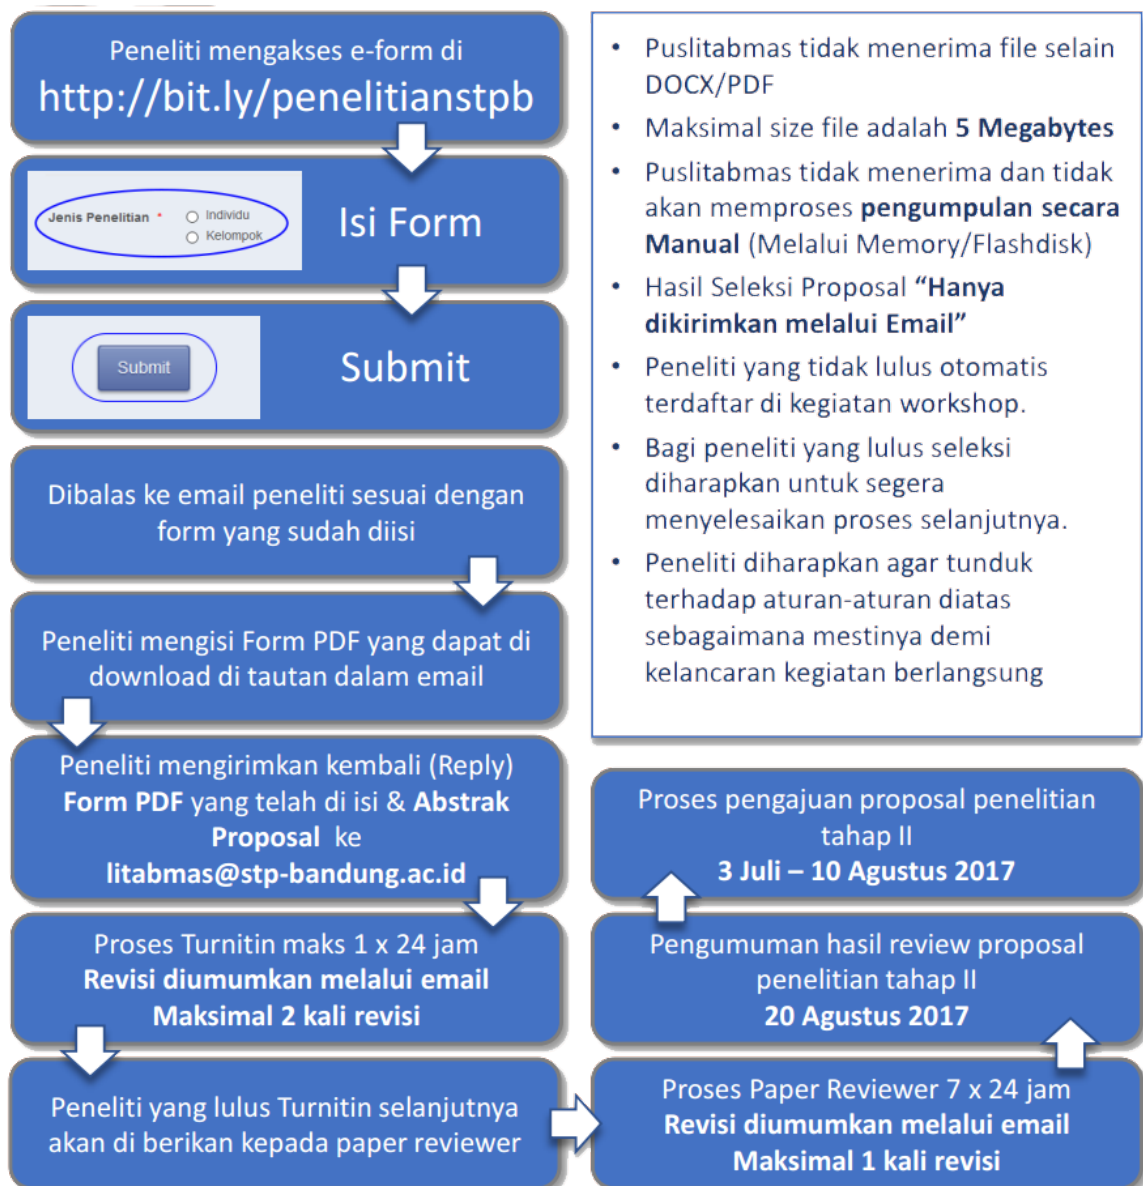 Peneliti mengakses e-form di
http://bit.ly/penelitianstpb
Jenis Penelitian *
Individu
Kelompok
Isi Form
Submit
Submit
Dibalas ke email peneliti sesuai dengan
form yang sudah diisi
Peneliti mengisi Form PDF yang dapat di
download di tautan dalam email
Peneliti mengirimkan kembali (Reply)
Form PDF yang telah di isi & Abstrak
Proposal ke
litabmas@stp-bandung.ac.id
Proses Turnitin maks 1 x 24 jam
Revisi diumumkan melalui email
Maksimal 2 kali revisi
Peneliti yang lulus Turnitin selanjutnya
akan di berikan kepada paper reviewer
• Puslitabmas tidak menerima file selain
DOCX/PDF
• Maksimal size file adalah 5 Megabytes
• Puslitabmas tidak menerima dan tidak
akan memproses pengumpulan secara
Manual (Melalui Memory/Flashdisk)
• Hasil Seleksi Proposal “Hanya
dikirimkan melalui Email”
• Peneliti yang tidak lulus otomatis
terdaftar di kegiatan workshop.
• Bagi peneliti yang lulus seleksi
diharapkan untuk segera
menyelesaikan proses selanjutnya.
• Peneliti diharapkan agar tunduk
terhadap aturan-aturan diatas
sebagaimana mestinya demi
kelancaran kegiatan berlangsung
Proses pengajuan proposal penelitian
tahap II
3 Juli – 10 Agustus 2017
Pengumuman hasil review proposal
penelitian tahap II
20 Agustus 2017
Proses Paper Reviewer 7 x 24 jam
Revisi diumumkan melalui email
Maksimal 1 kali revisi